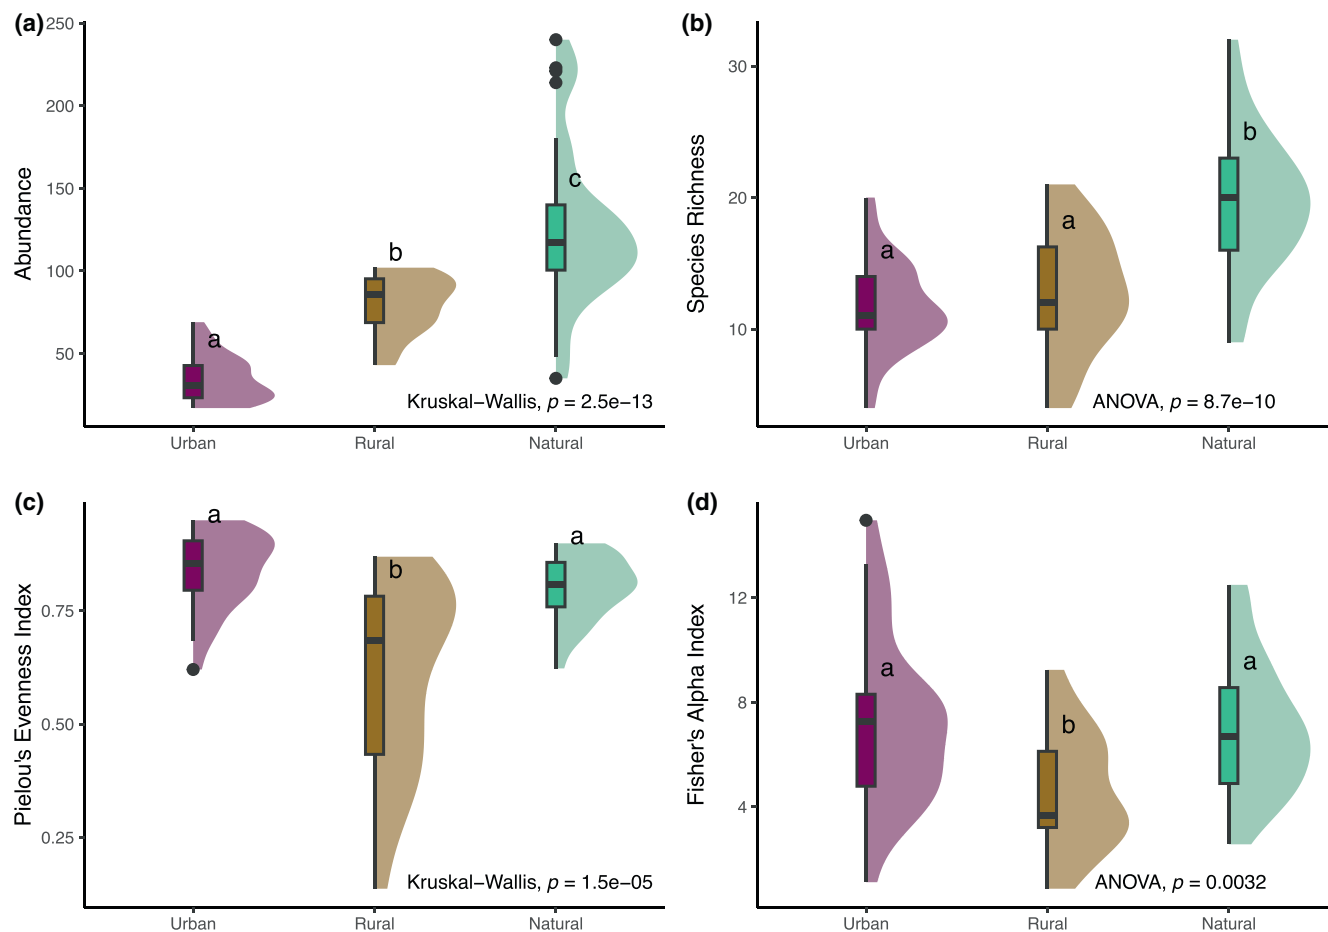 (a)
Abundance
250
200
150
100
50
a
b
c
Kruskal−Wallis, p = 2.5e−13
Urban
Rural
Natural
(b)
Species Richness
30
20
10
a
a
b
ANOVA, p = 8.7e−10
Urban
Rural
Natural
(c)
Pielou's Evenness Index
0.75
0.50
0.25
a
b
a
Kruskal−Wallis, p = 1.5e−05
Urban
Rural
Natural
(d)
Fisher's Alpha Index
12
8
4
a
b
a
ANOVA, p = 0.0032
Urban
Rural
Natural